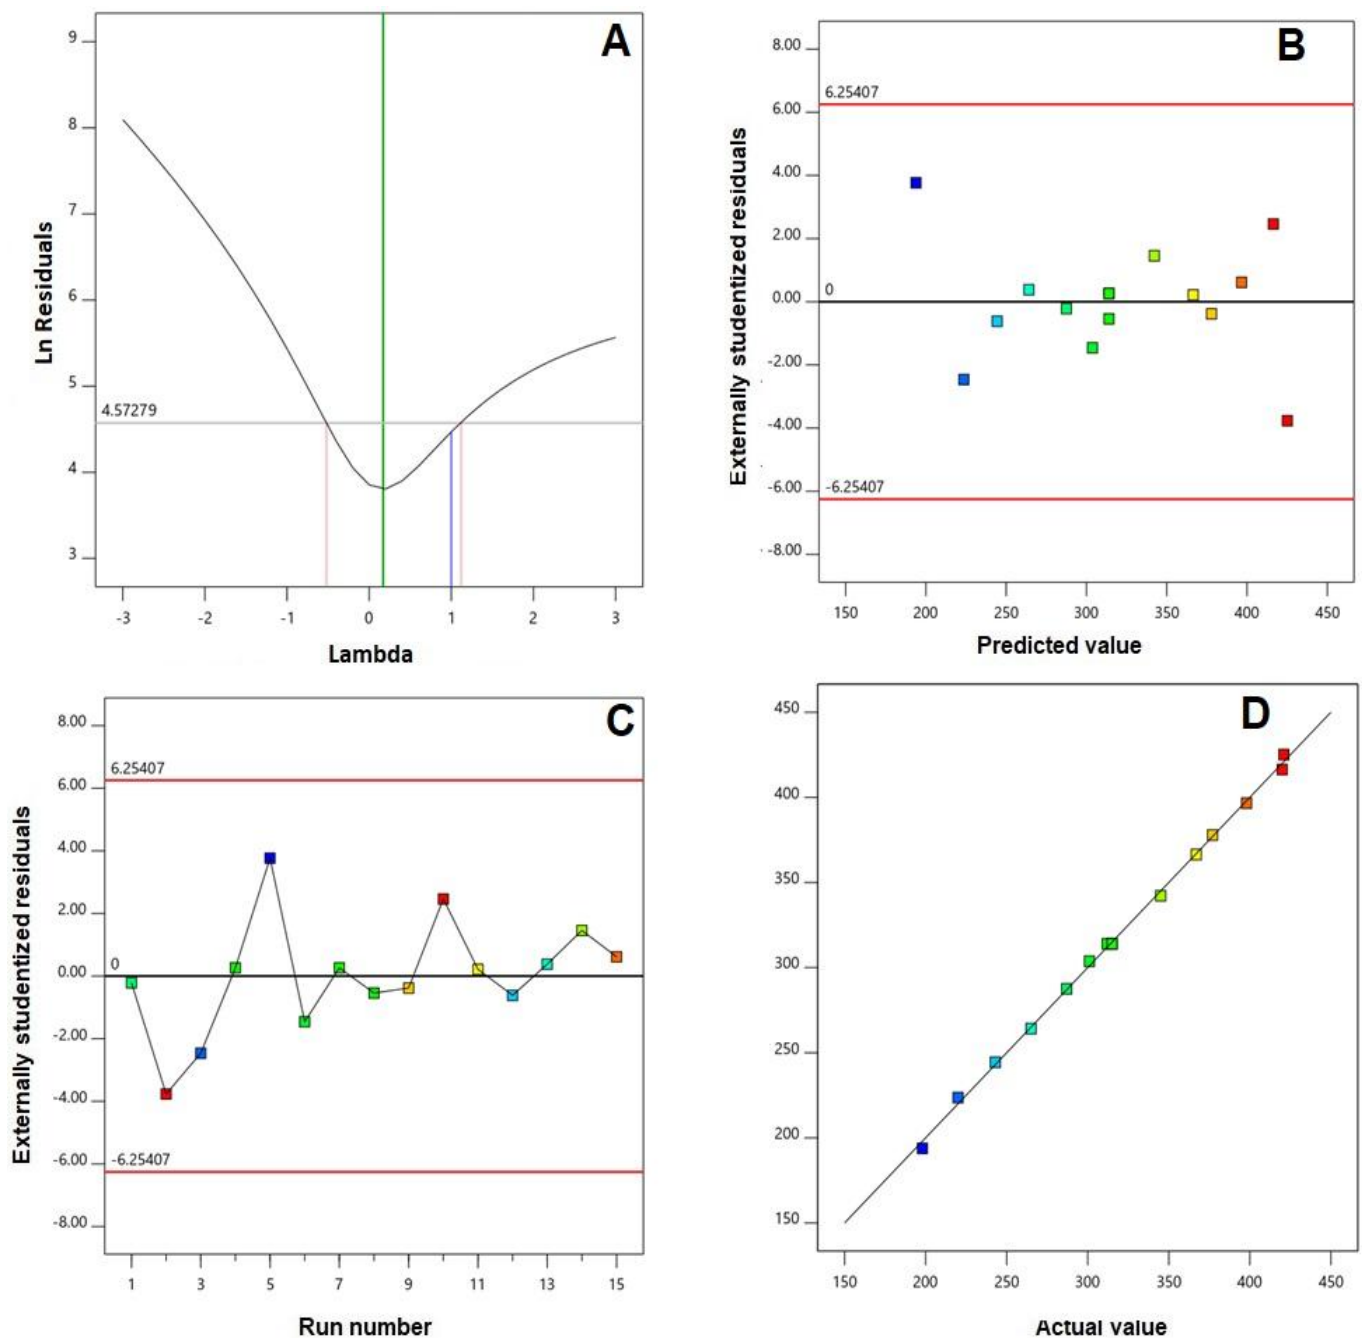 A
9
8
7
6
5
4
3
4.57279
Ln Residuals
-3 -2 -1 0 1 2 3
Lambda
B
8.00
6.25407
6.00
4.00
2.00
0
0.00
-2.00
-4.00
-6.00
-6.25407
-8.00
Externally studentized residuals
150 200 250 300 350 400 450
Predicted value
C
8.00
6.25407
6.00
4.00
2.00
0
0.00
-2.00
-4.00
-6.00
-6.25407
-8.00
Externally studentized residuals
1 3 5 7 9 11 13 15
Run number
D
450
400
350
300
250
200
150
150 200 250 300 350 400 450
Actual value